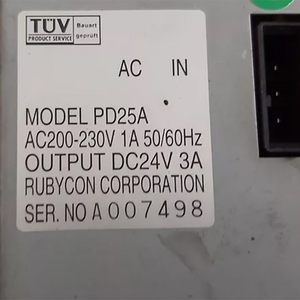 TÜV
PRODUCT SERVICE
Bauart
geprüft
AC IN
MODEL PD25A
AC200-230V 1A 50/60Hz
OUTPUT DC24V 3A
RUBYCON CORPORATION
SER. NO A007498